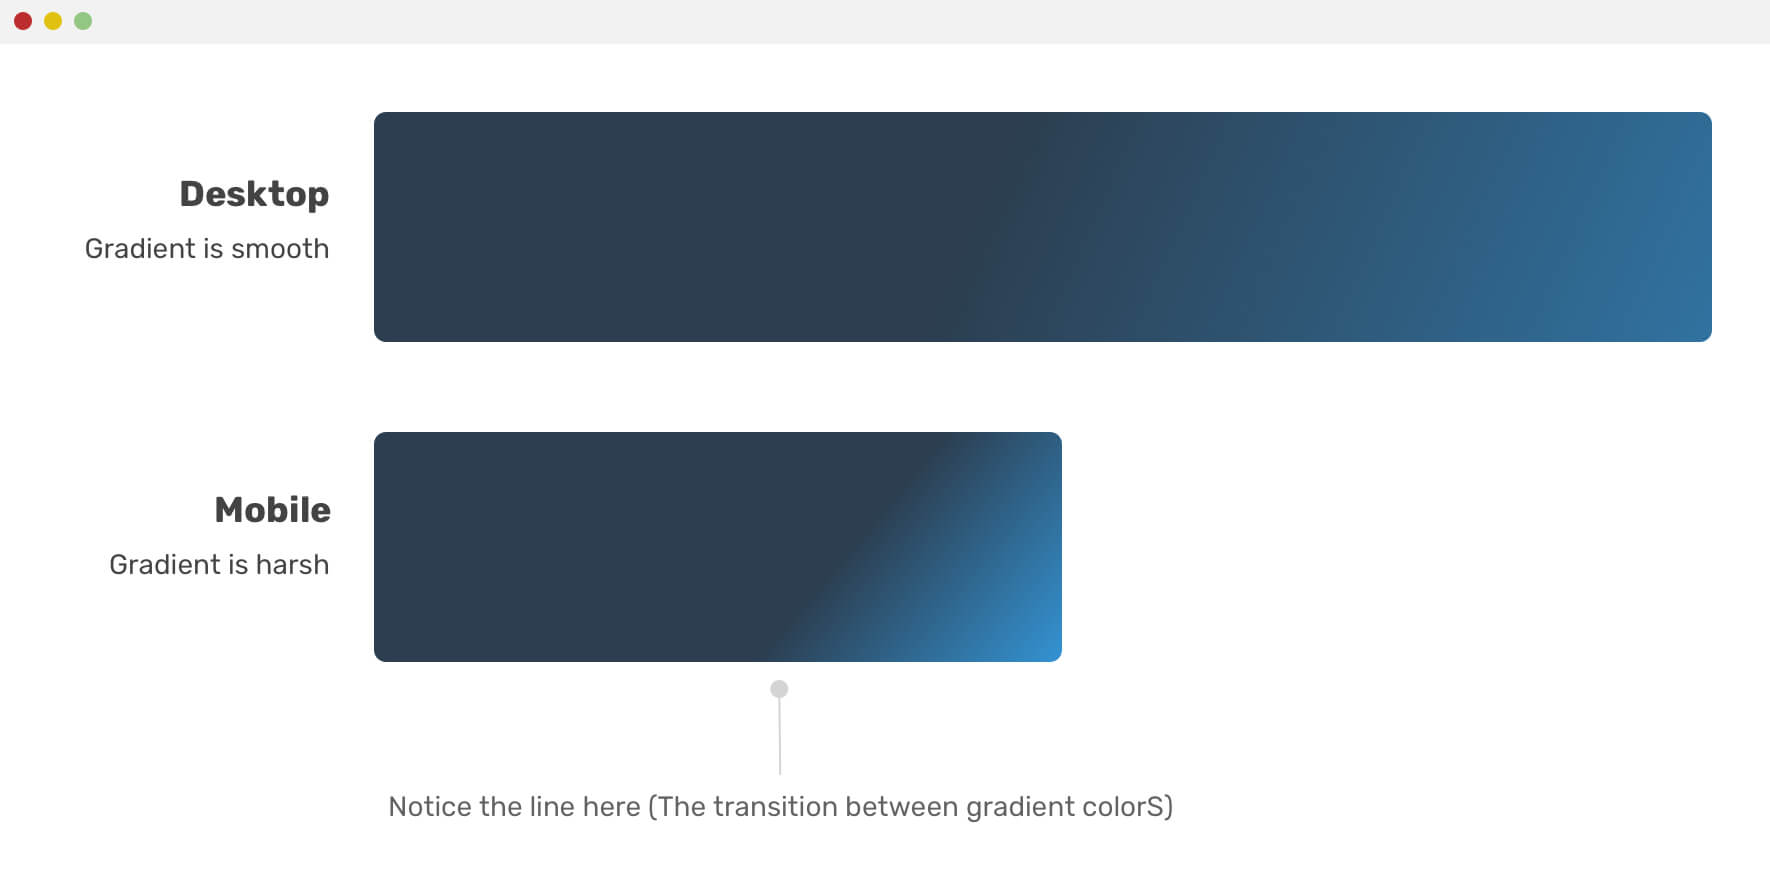 Desktop
Gradient is smooth
Mobile
Gradient is harsh
Notice the line here (The transition between gradient colorS)